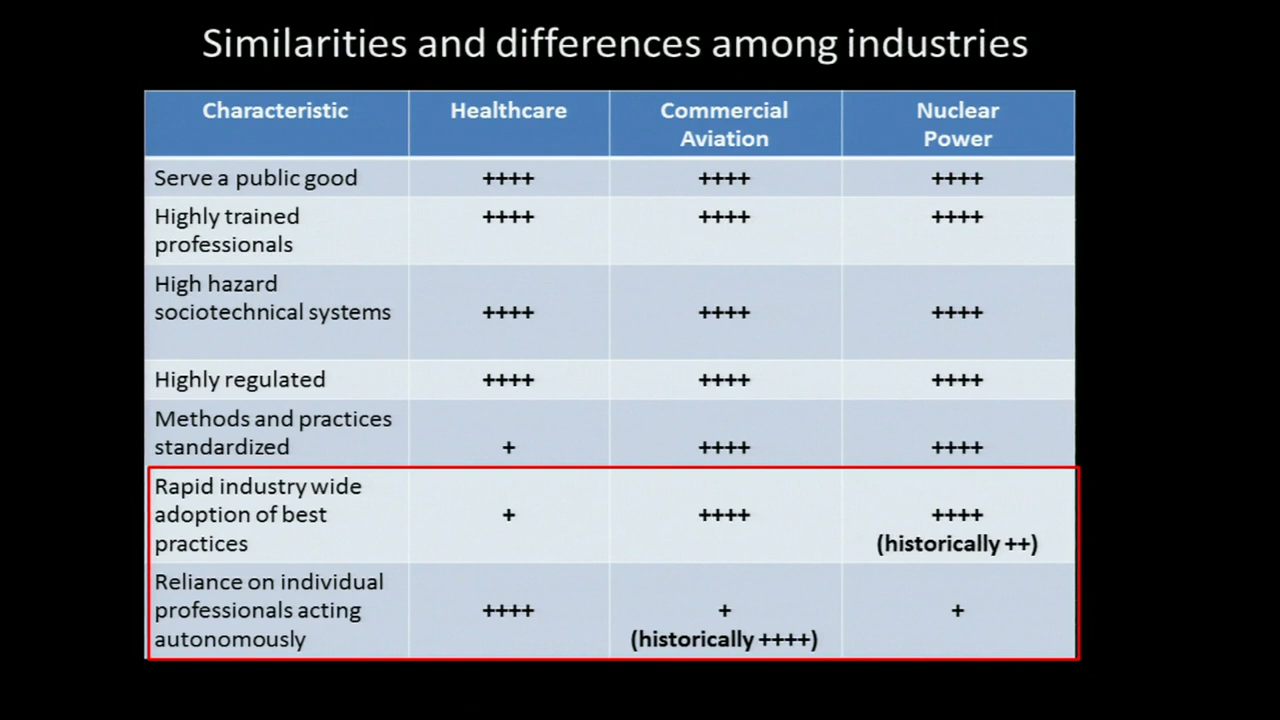 Similarities and differences among industries
Characteristic Healthcare Commercial Aviation Nuclear Power
Serve a public good ++++ ++++ ++++
Highly trained professionals ++++ ++++ ++++
High hazard sociotechnical systems ++++ ++++ ++++
Highly regulated ++++ ++++ ++++
Methods and practices standardized + ++++ ++++
Rapid industry wide adoption of best practices + ++++ ++++ (historically ++)
Reliance on individual professionals acting autonomously ++++ + (historically ++++) +